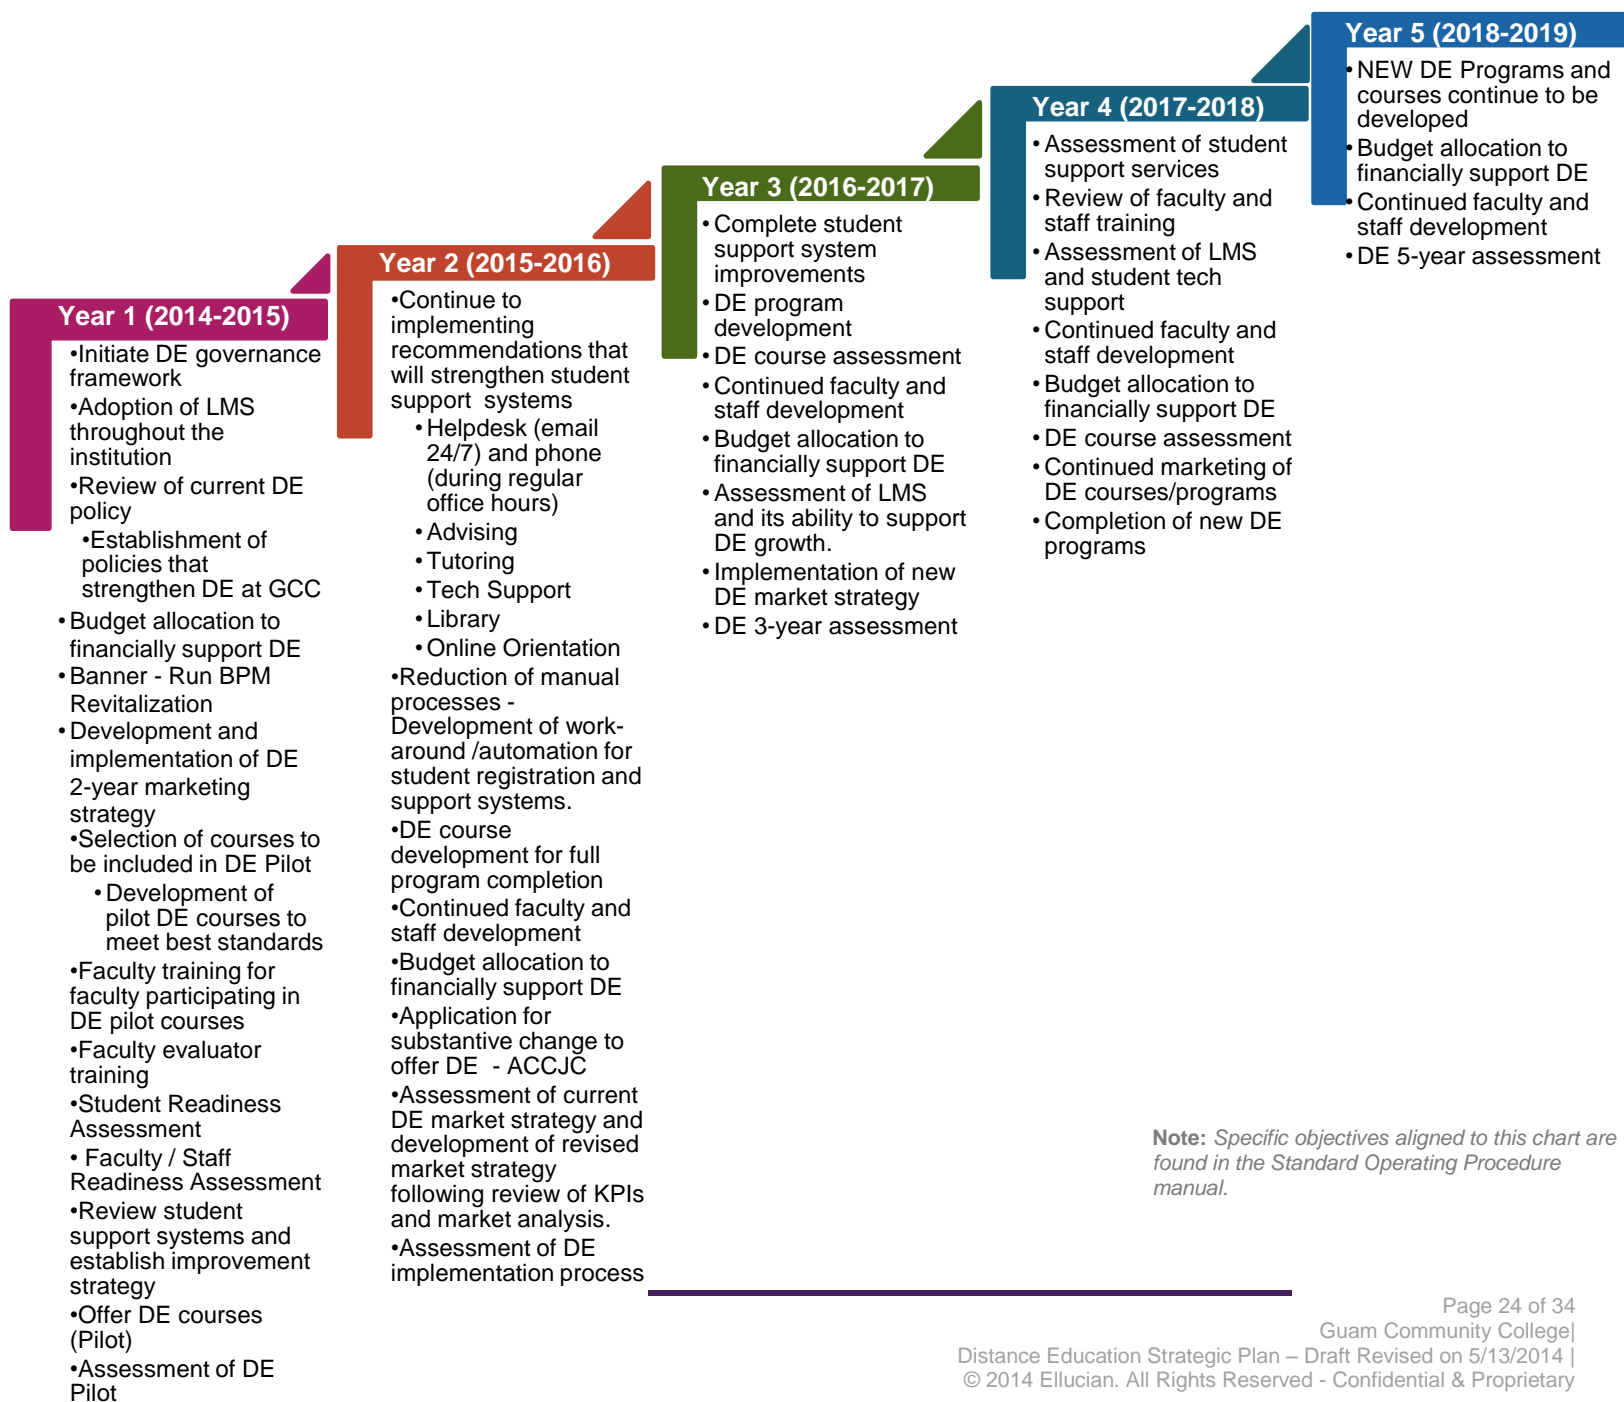 Year 1 (2014-2015)
•Initiate DE governance
framework
•Adoption of LMS
throughout the
institution
•Review of current DE
policy
•Establishment of
policies that
strengthen DE at GCC
•Budget allocation to
financially support DE
•Banner - Run BPM
Revitalization
•Development and
implementation of DE
2-year marketing
strategy
•Selection of courses to
be included in DE Pilot
•Development of
pilot DE courses to
meet best standards
•Faculty training for
faculty participating in
DE pilot courses
•Faculty evaluator
training
•Student Readiness
Assessment
• Faculty / Staff
Readiness Assessment
•Review student
support systems and
establish improvement
strategy
•Offer DE courses
(Pilot)
•Assessment of DE
Pilot
Year 2 (2015-2016)
•Continue to
implementing
recommendations that
will strengthen student
support systems
•Helpdesk (email
24/7) and phone
(during regular
office hours)
•Advising
•Tutoring
•Tech Support
•Library
•Online Orientation
•Reduction of manual
processes -
Development of work-
around /automation for
student registration and
support systems.
•DE course
development for full
program completion
•Continued faculty and
staff development
•Budget allocation to
financially support DE
•Application for
substantive change to
offer DE - ACCJC
•Assessment of current
DE market strategy and
development of revised
market strategy
following review of KPIs
and market analysis.
•Assessment of DE
implementation process
Year 3 (2016-2017)
•Complete student
support system
improvements
•DE program
development
•DE course assessment
•Continued faculty and
staff development
•Budget allocation to
financially support DE
•Assessment of LMS
and its ability to support
DE growth.
•Implementation of new
DE market strategy
•DE 3-year assessment
Year 4 (2017-2018)
•Assessment of student
support services
•Review of faculty and
staff training
•Assessment of LMS
and student tech
support
•Continued faculty and
staff development
•Budget allocation to
financially support DE
•DE course assessment
•Continued marketing of
DE courses/programs
•Completion of new DE
programs
Year 5 (2018-2019)
•NEW DE Programs and
courses continue to be
developed
•Budget allocation to
financially support DE
•Continued faculty and
staff development
•DE 5-year assessment
Note: Specific objectives aligned to this chart are
found in the Standard Operating Procedure
manual.
Page 24 of 34
Guam Community College|
Distance Education Strategic Plan – Draft Revised on 5/13/2014 |
© 2014 Ellucian. All Rights Reserved - Confidential & Proprietary